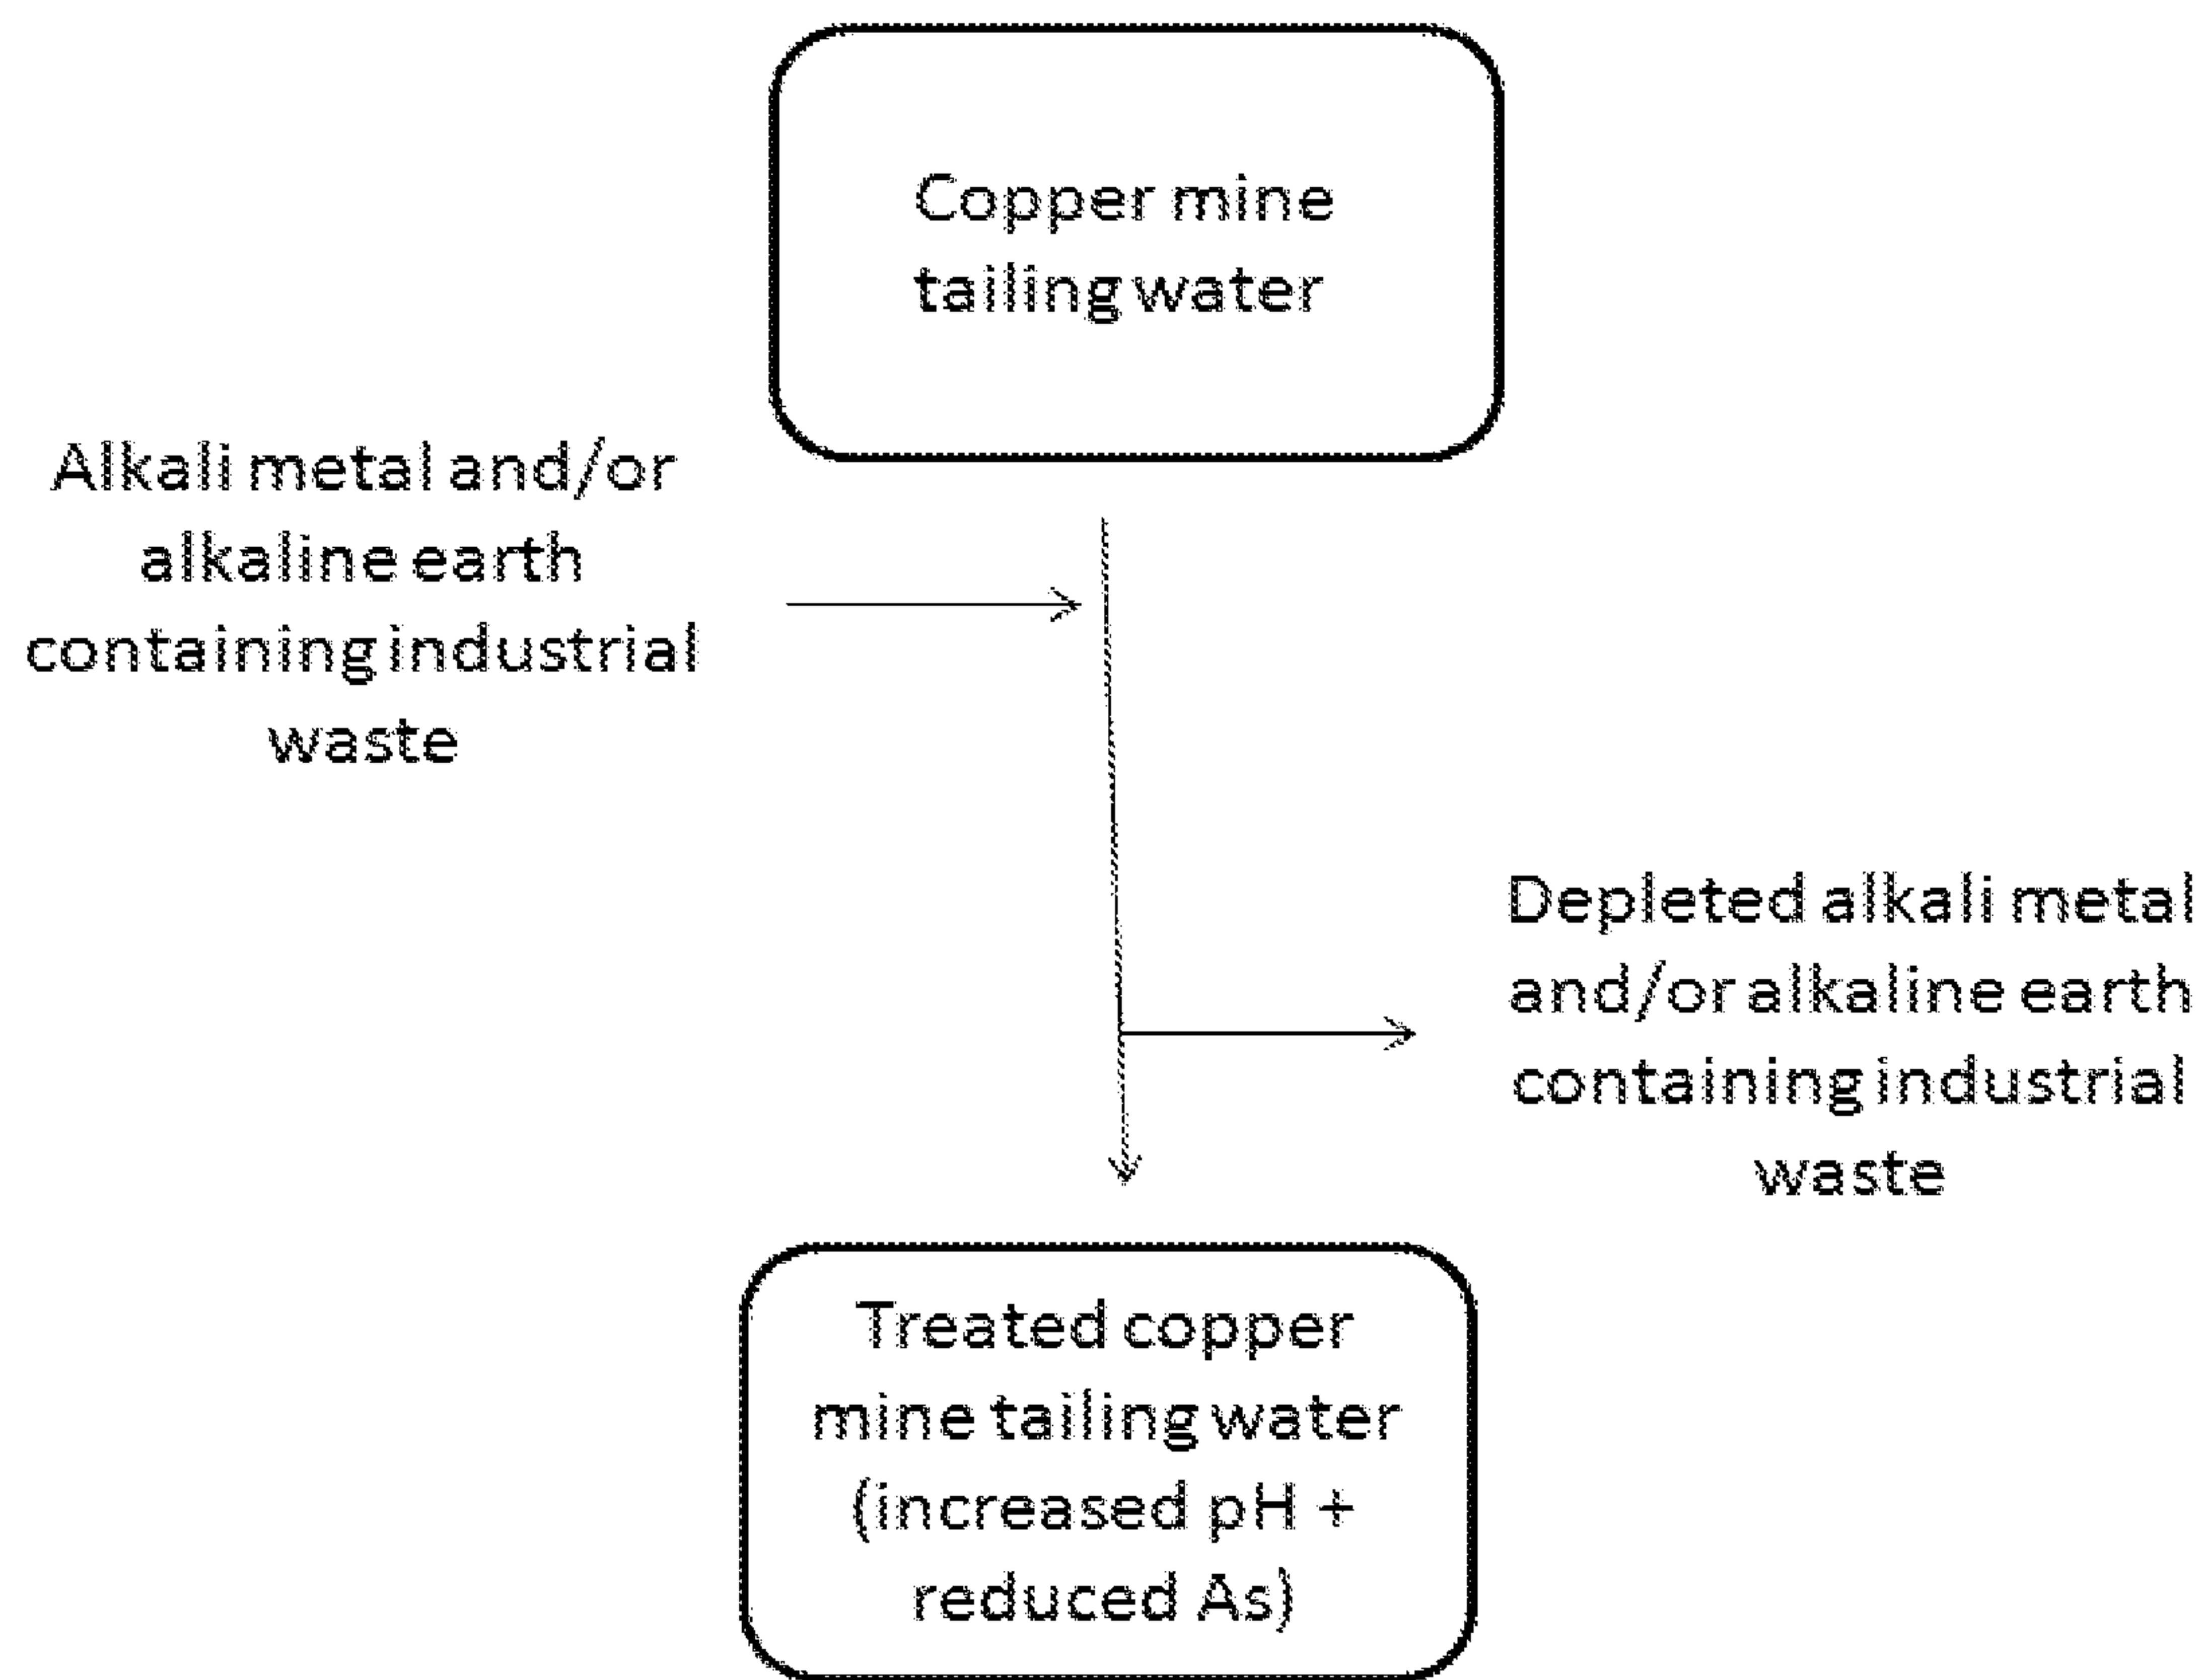 Copper mine
tailing water
Alkali metal and/or
alkaline earth
containing industrial
waste
Depleted alkali metal
and/or alkaline earth
containing industrial
waste
Treated copper
mine tailing water
(increased pH +
reduced As)